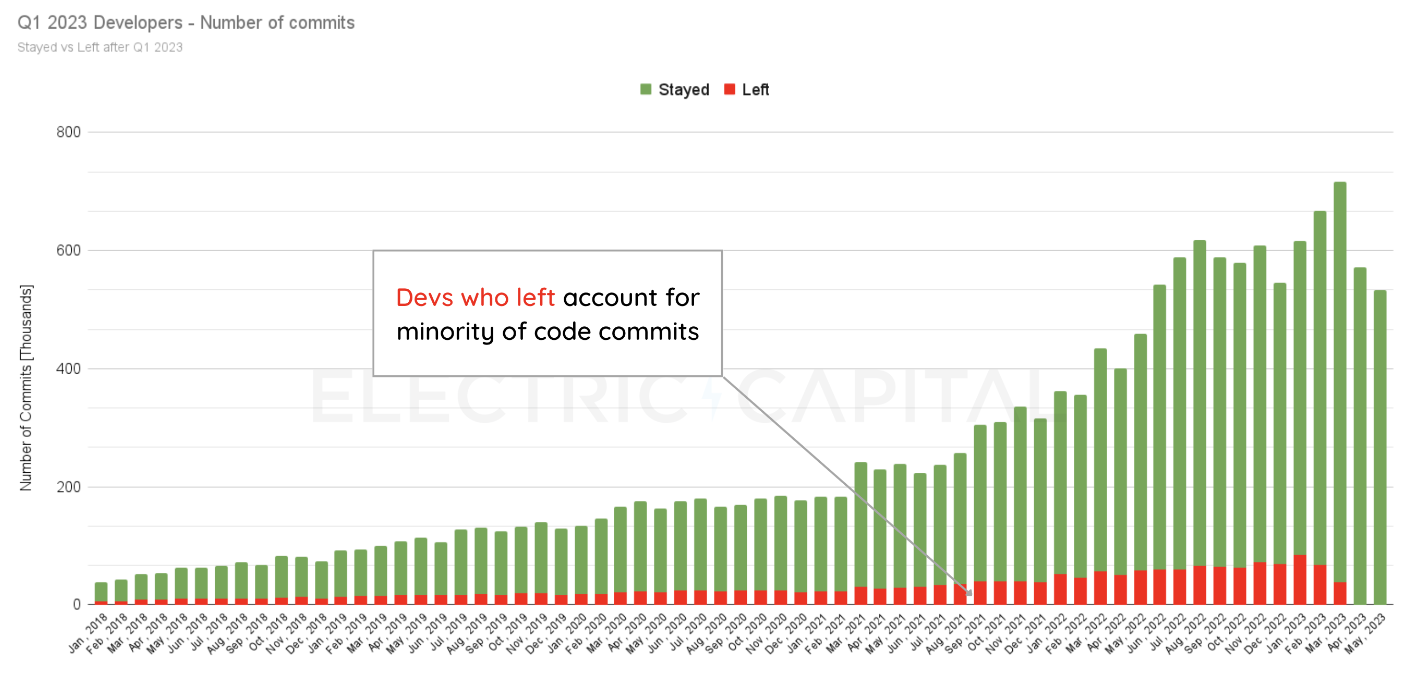 Q1 2023 Developers - Number of commits
Stayed vs Left after Q1 2023
Stayed
Left
800
600
400
200
0
Number of Commits [Thousands]
Devs who left account for
minority of code commits
ELECTRIC CAPITAL
Jan, 2018
Feb, 2018
Mar, 2018
Apr, 2018
May, 2018
Jun, 2018
Jul, 2018
Aug, 2018
Sep, 2018
Oct, 2018
Nov, 2018
Dec, 2018
Jan, 2019
Feb, 2019
Mar, 2019
Apr, 2019
May, 2019
Jun, 2019
Jul, 2019
Aug, 2019
Sep, 2019
Oct, 2019
Nov, 2019
Dec, 2019
Jan, 2020
Feb, 2020
Mar, 2020
Apr, 2020
May, 2020
Jun, 2020
Jul, 2020
Aug, 2020
Sep, 2020
Oct, 2020
Nov, 2020
Dec, 2020
Jan, 2021
Feb, 2021
Mar, 2021
Apr, 2021
May, 2021
Jun, 2021
Jul, 2021
Aug, 2021
Sep, 2021
Oct, 2021
Nov, 2021
Dec, 2021
Jan, 2022
Feb, 2022
Mar, 2022
Apr, 2022
May, 2022
Jun, 2022
Jul, 2022
Aug, 2022
Sep, 2022
Oct, 2022
Nov, 2022
Dec, 2022
Jan, 2023
Feb, 2023
Mar, 2023
Apr, 2023
May, 2023